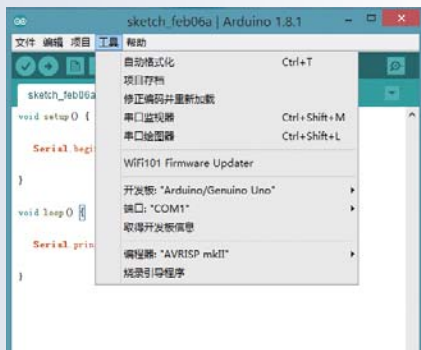 sketch_feb06a | Arduino 1.8.1
文件 编辑 项目 工具 帮助
自动格式化 Ctrl+T
项目存档
修正编码并重新加载
串口监视器 Ctrl+Shift+M
串口绘图器 Ctrl+Shift+L
WiFi101 Firmware Updater
开发板: "Arduino/Genuino Uno"
端口: "COM1"
取得开发板信息
编程器: "AVRISP mkII"
烧录引导程序
sketch_feb06a
void setup() {
Serial.begi
}
void loop() {
Serial.prin
}